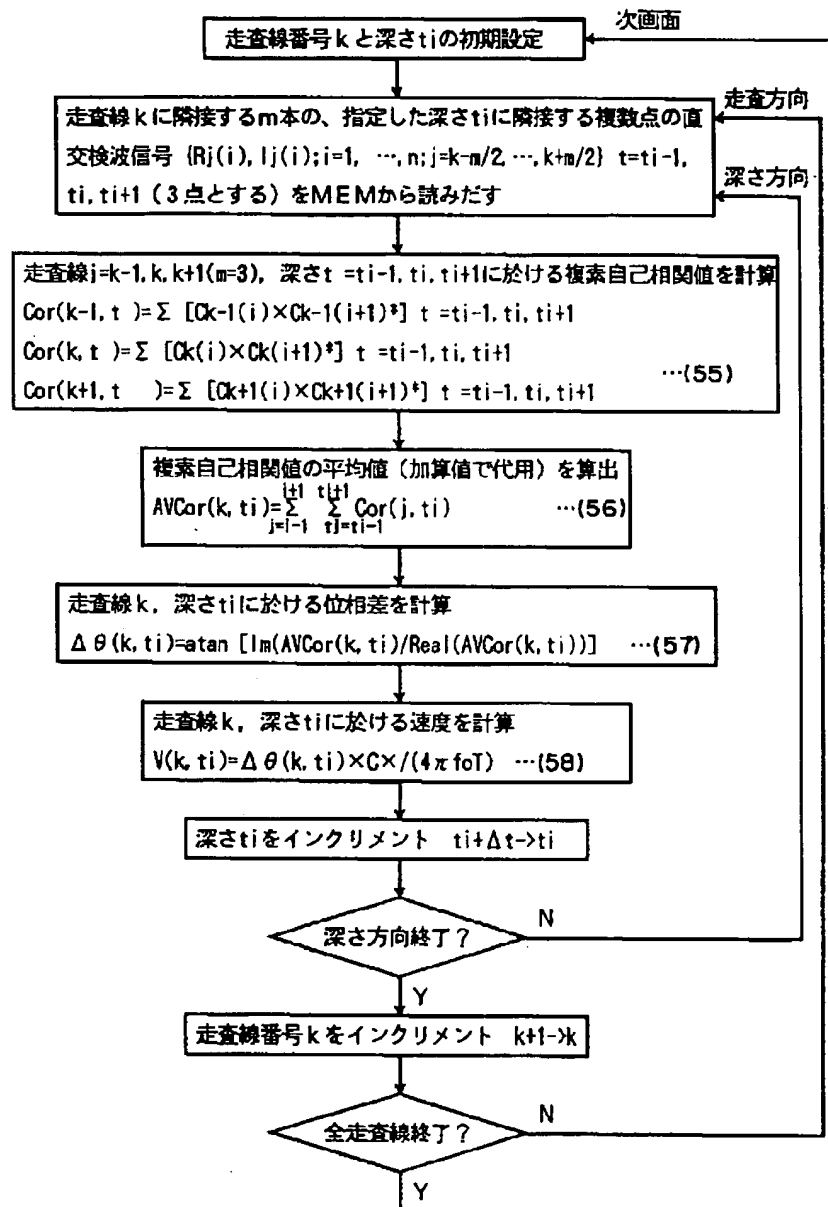 次画面
走査線番号kと深さtiの初期設定
走査方向
走査線kに隣接するm本の、指定した深さtiに隣接する複数点の直
交検波信号 {Rj(i), Ij(i);i=1, …,n;j=k-m/2,…,k+m/2} t=ti-1,
深さ方向
ti,ti+1(3点とする)をMEMから読みだす
走査線j=k-1,k,k+1(m=3), 深さt =ti-1,ti,ti+1に於ける複素自己相関値を計算
Cor(k-1, t )=Σ [Ck-1(i)×Ck-1(i+1)*] t =ti-1,ti,ti+1
Cor(k, t )=Σ [Ck(i)×Ck(i+1)*] t =ti-1,ti,ti+1
Cor(k+1, t )=Σ [Ck+1(i)×Ck+1(i+1)*] t =ti-1,ti,ti+1
…(55)
複素自己相関値の平均値(加算値で代用)を算出
i+1 ti+1
AVCor(k,ti)=Σ Σ Cor(j,ti) …(56)
j=i-1 tj=ti-1
走査線k, 深さtiに於ける位相差を計算
Δθ(k,ti)=atan [Im(AVCor(k,ti)/Real(AVCor(k,ti))] …(57)
走査線k, 深さtiに於ける速度を計算
V(k,ti)=Δθ(k,ti)×C×/(4πfoT) …(58)
深さtiをインクリメント ti+Δt->ti
深さ方向終了?
N
Y
走査線番号kをインクリメント k+1->k
全走査線終了?
N
Y